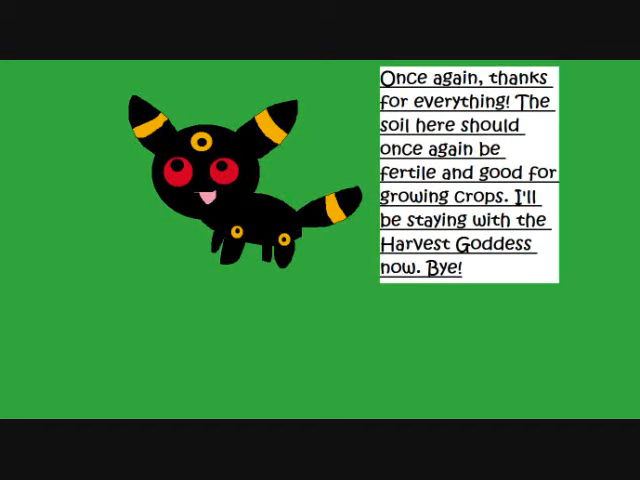 Once again, thanks
for everything! The
soil here should
once again be
fertile and good for
growing crops. I'll
be staying with the
Harvest Goddess
now. Bye!